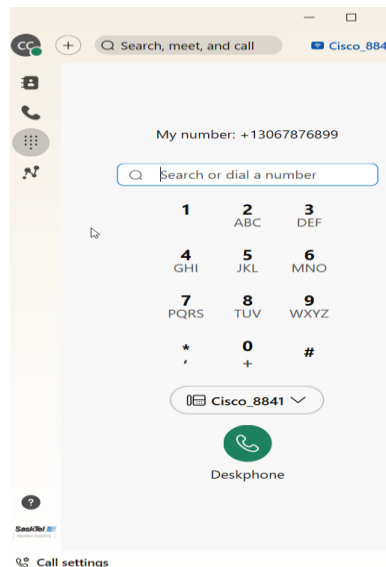 CC
Search, meet, and call
Cisco_884
My number: +13067876899
Search or dial a number
1 2 3
ABC DEF
4 5 6
GHI JKL MNO
7 8 9
PQRS TUV WXYZ
* 0 #
, +
Cisco_8841
Deskphone
?
SaskTel
Call settings